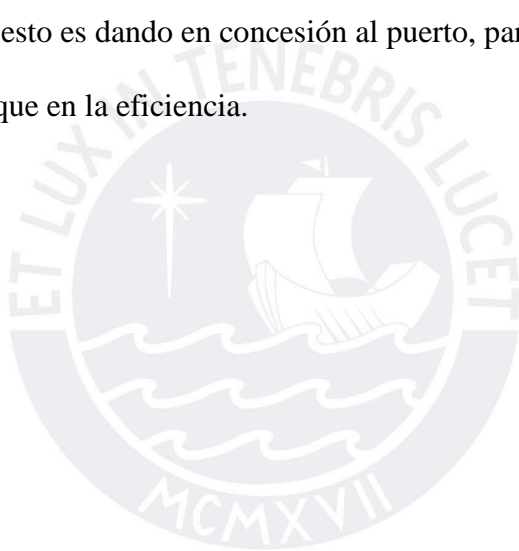 esto es dando en concesión al puerto, par
que en la eficiencia.
ET LUX IN TENEBRIS LUCET
MCMXVII